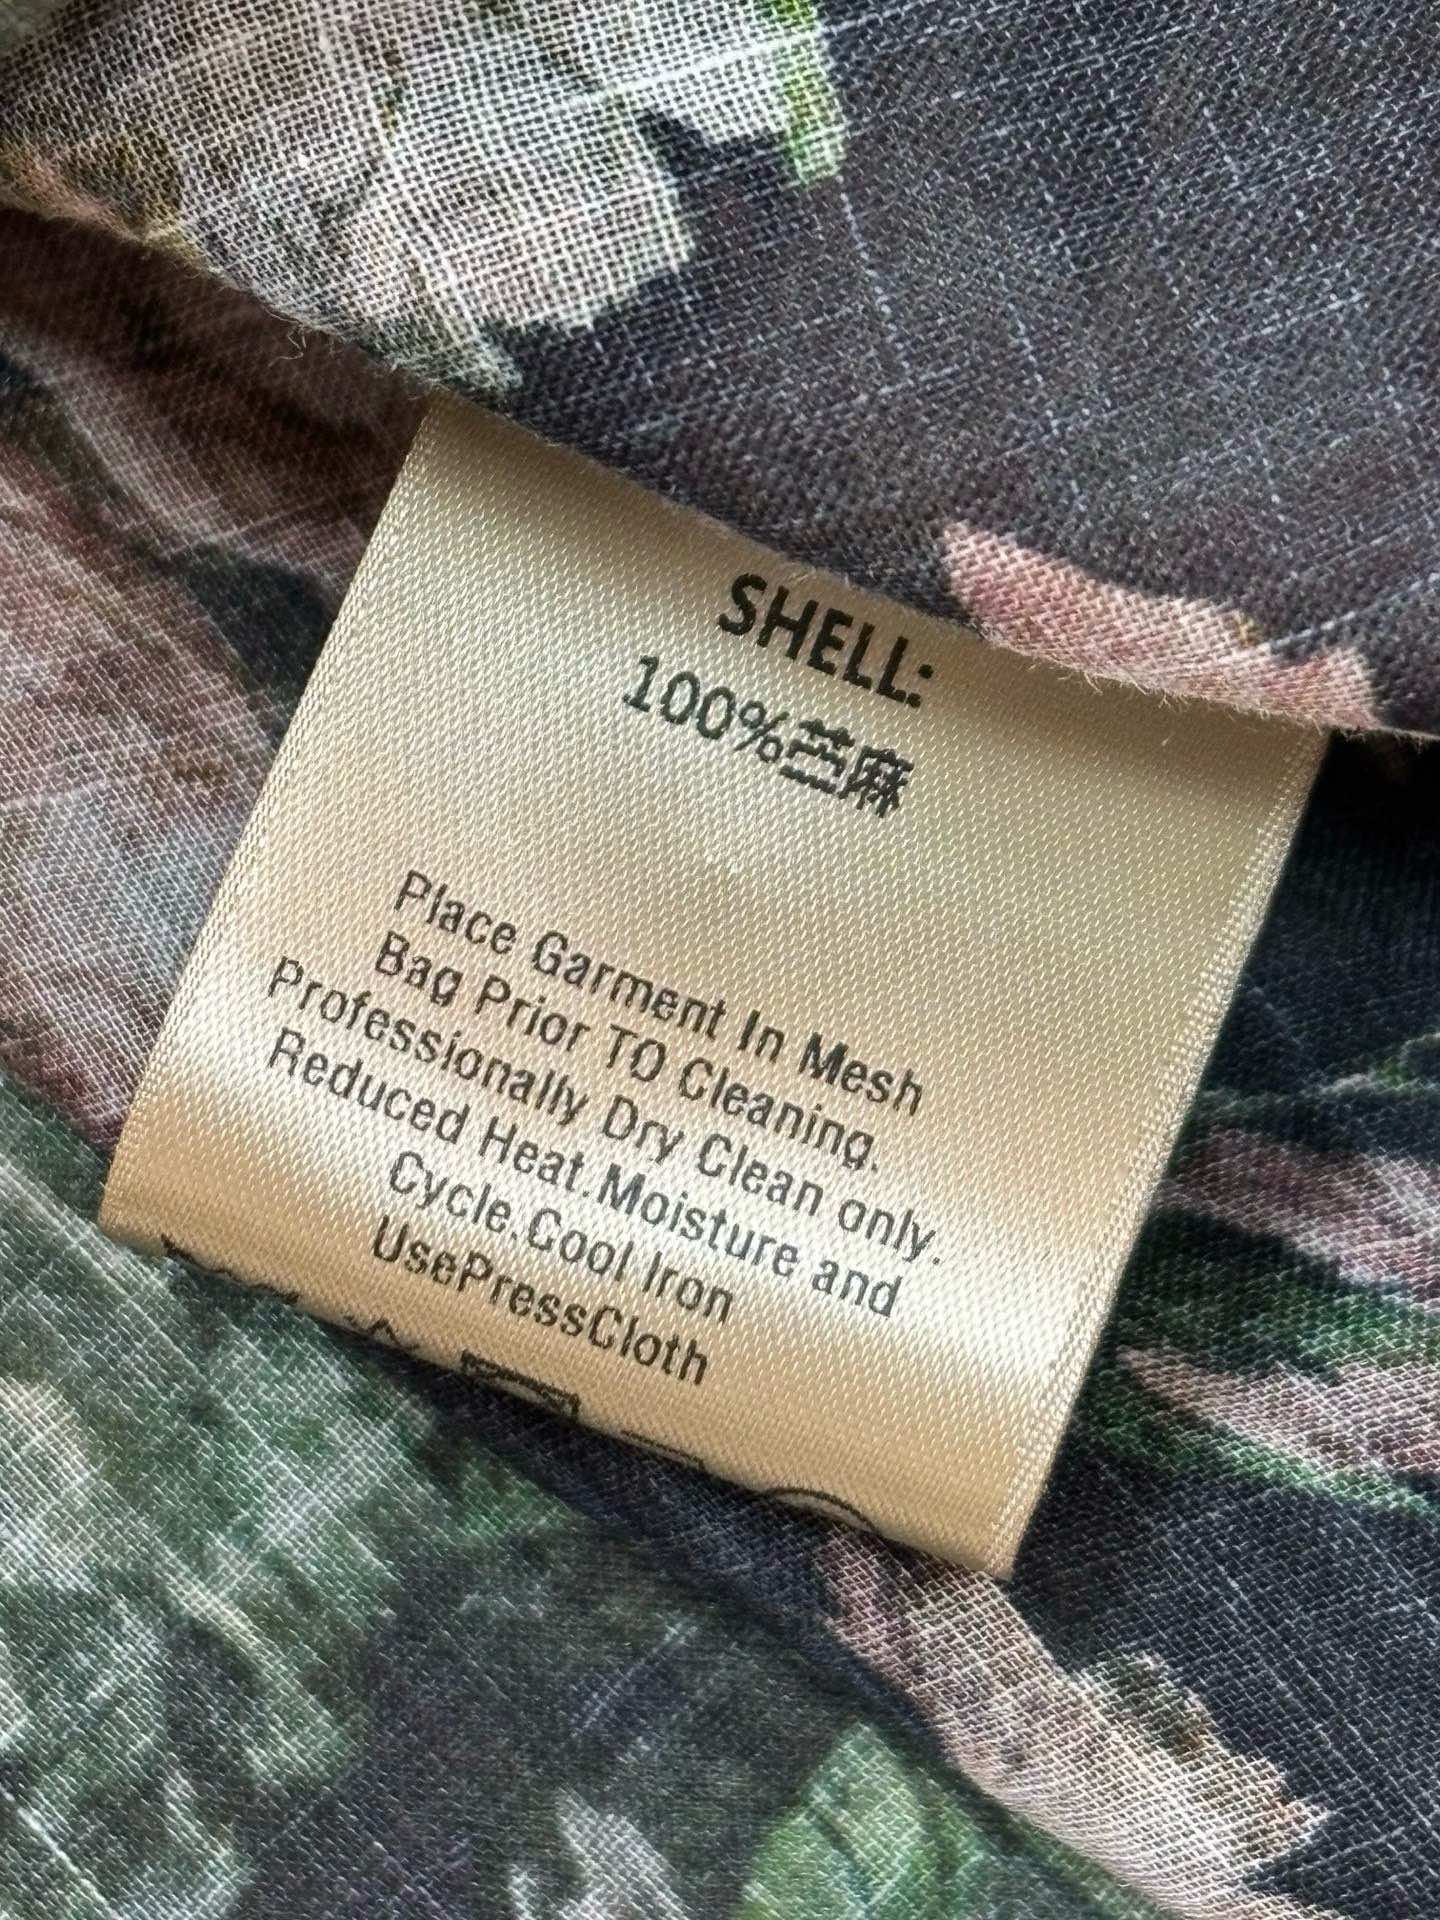 SHELL:
100%苎麻
Place Garment In Mesh
Bag Prior TO Cleaning.
Professionally Dry Clean only.
Reduced Heat.Moisture and
Cycle.Cool Iron
UsePressCloth